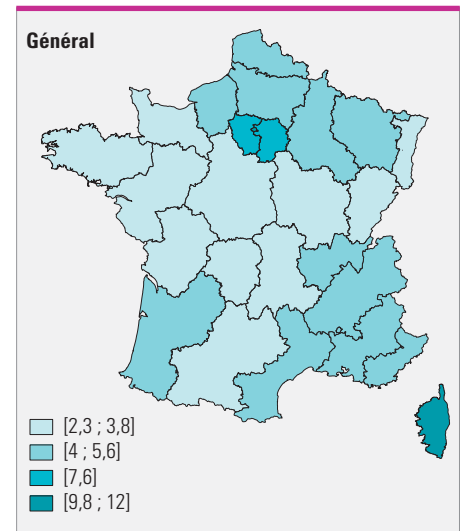 Général
[2,3 ; 3,8]
[4 ; 5,6]
[7,6]
[9,8 ; 12]